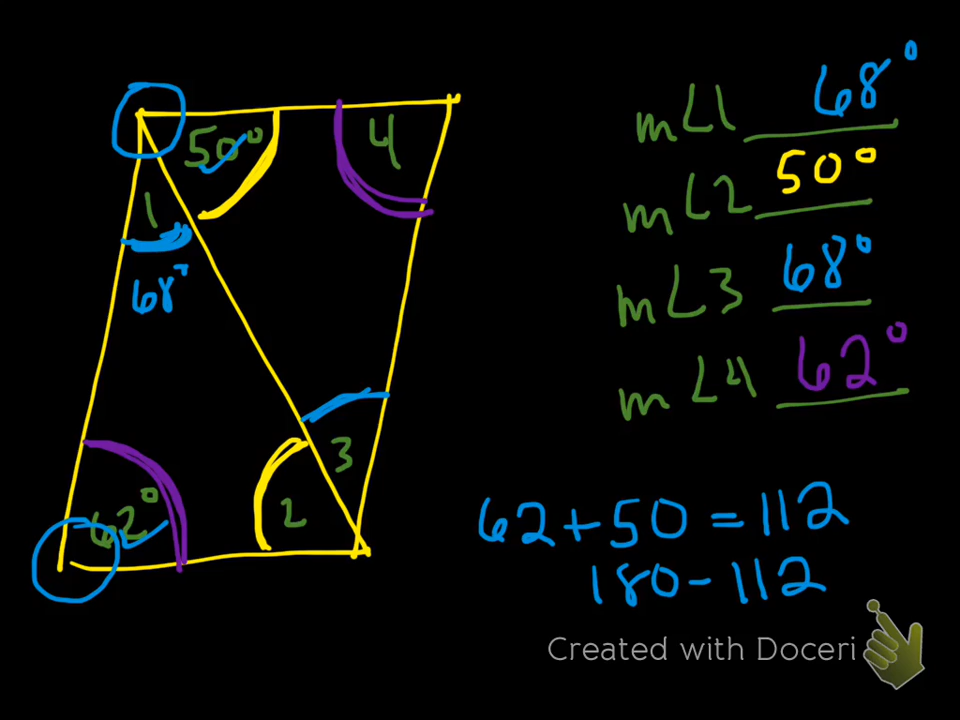 50° 4
1
68°
3
62° 2
m∠1 68°
m∠2 50°
m∠3 68°
m∠4 62°
62+50=112
180-112
Created with Doceri